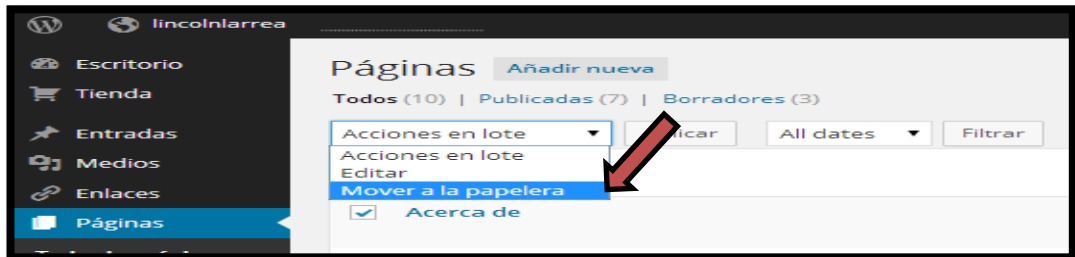 lincolnlarrea
Escritorio
Tienda
Entradas
Medios
Enlaces
Páginas
Páginas Añadir nueva
Todos (10) | Publicadas (7) | Borradores (3)
Acciones en lote All dates Filtrar
Acciones en lote
Editar
Mover a la papelera
Acerca de